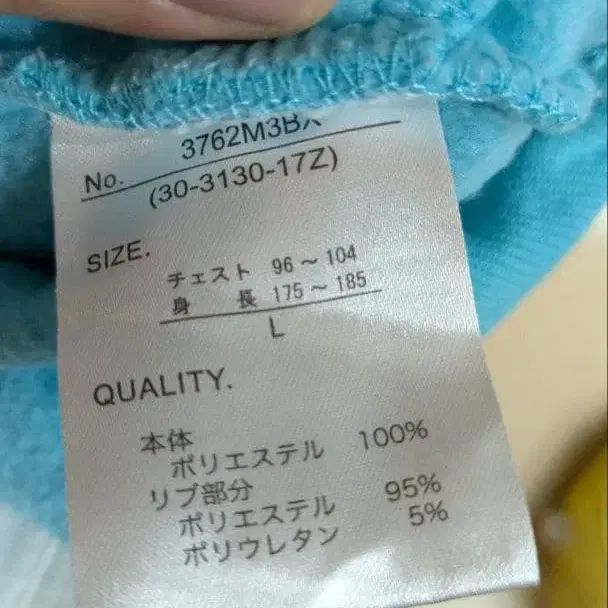 No. 3762M3BX
(30-3130-17Z)
SIZE.
チェスト 96～104
身 長 175～185
L
QUALITY.
本体
ポリエステル 100%
リブ部分
ポリエステル 95%
ポリウレタン 5%